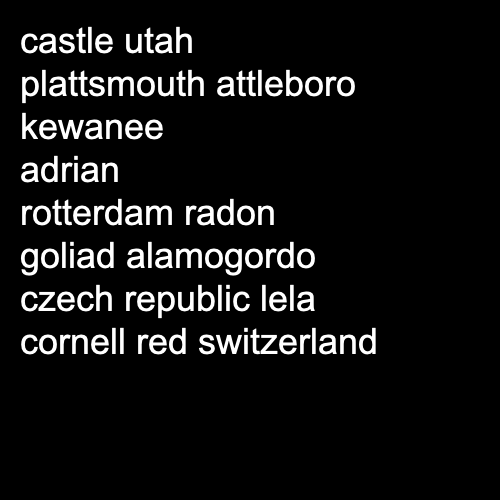 castle utah
plattsmouth attleboro
kewanee
adrian
rotterdam radon
goliad alamogordo
czech republic lela
cornell red switzerland